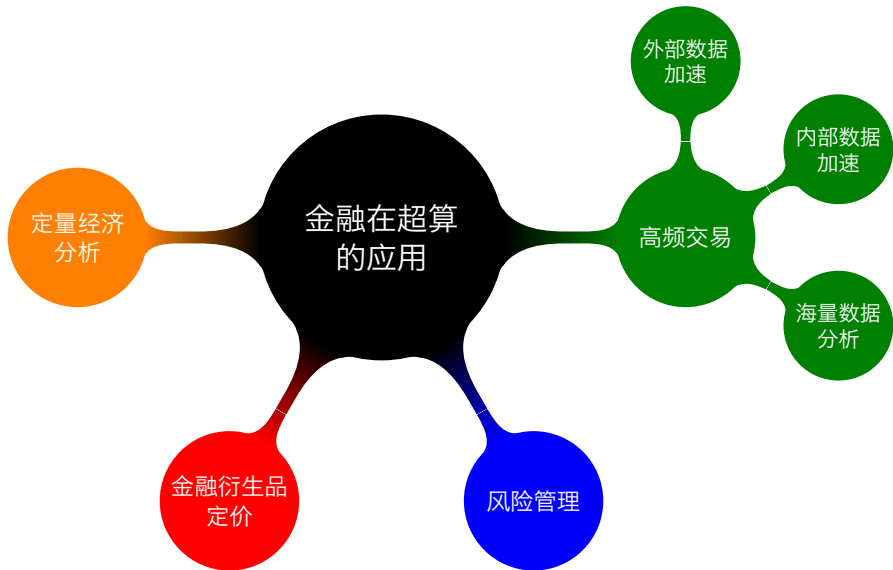 外部数据
加速
内部数据
加速
金融在超算
的应用
定量经济
分析
高频交易
海量数据
分析
金融衍生品
定价
风险管理